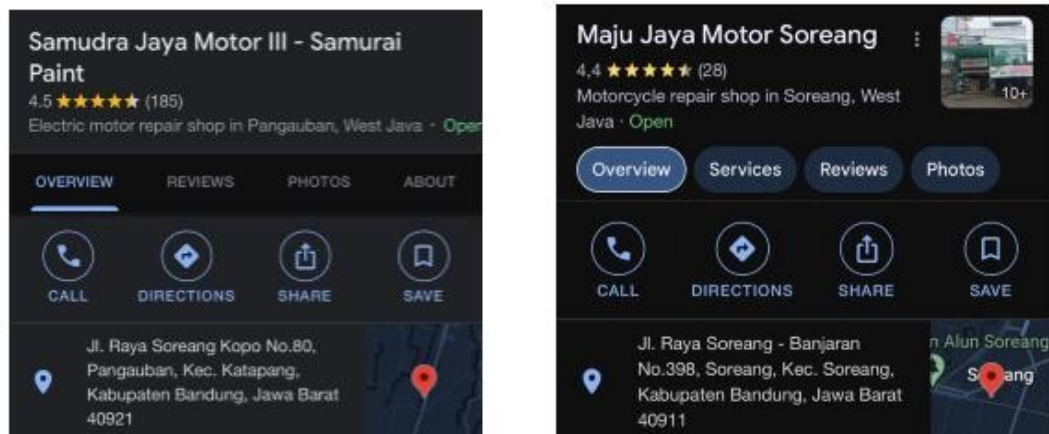 Samudra Jaya Motor III - Samurai
Paint
4.5 (185)
Electric motor repair shop in Pangauban, West Java · Open
OVERVIEW REVIEWS PHOTOS ABOUT
CALL DIRECTIONS SHARE SAVE
Jl. Raya Soreang Kopo No.80,
Pangauban, Kec. Katapang,
Kabupaten Bandung, Jawa Barat
40921
Maju Jaya Motor Soreang
4,4 (28)
Motorcycle repair shop in Soreang, West
Java · Open
10+
Overview Services Reviews Photos
CALL DIRECTIONS SHARE SAVE
Jl. Raya Soreang - Banjaran
No.398, Soreang, Kec. Soreang,
Kabupaten Bandung, Jawa Barat
40911
n Alun Soreang